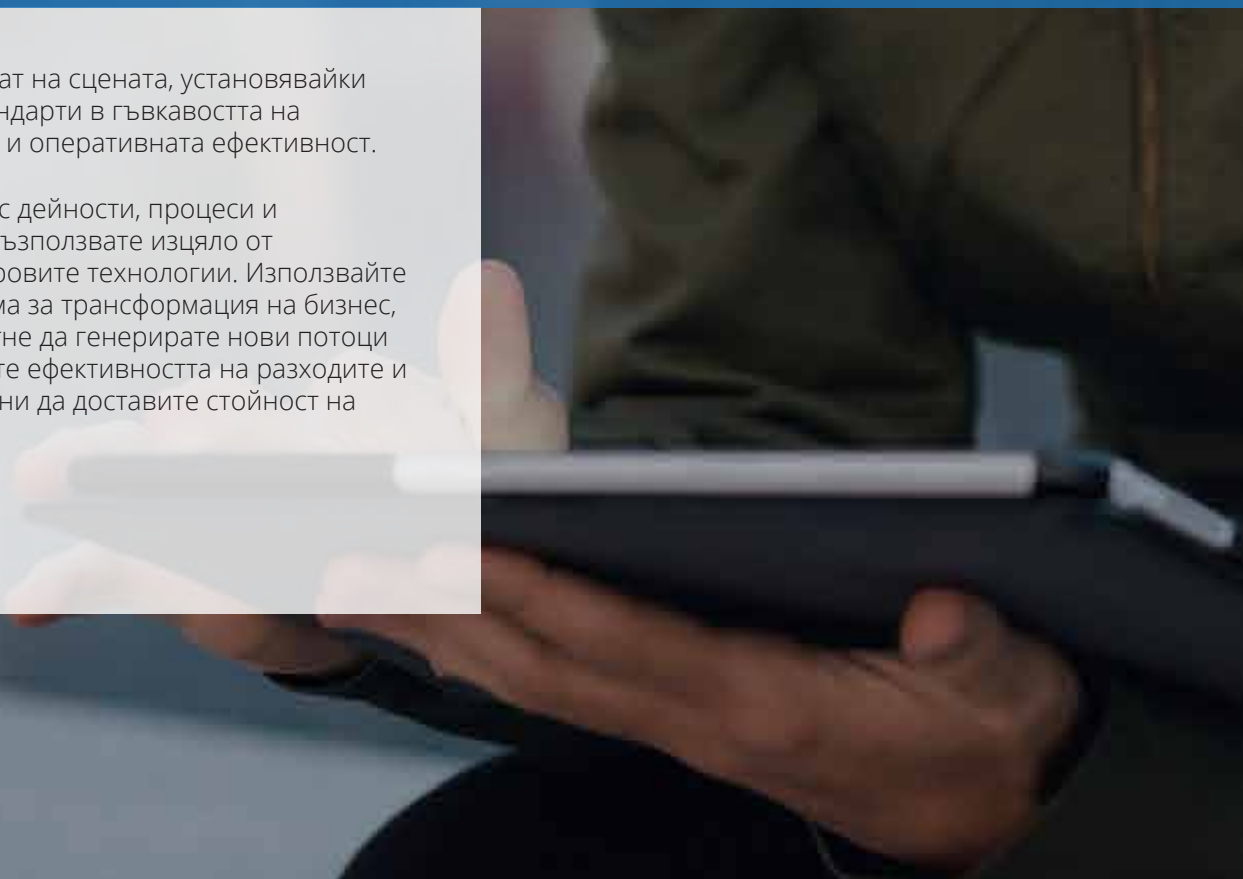 ат на сцената, установявайки
ндарти в гъвкавостта на
и оперативната ефективност.
с дейности, процеси и
ъзползвате изцяло от
ровите технологии. Използвайте
ма за трансформация на бизнес,
гне да генерирате нови потоци
те ефективността на разходите и
ни да доставите стойност на